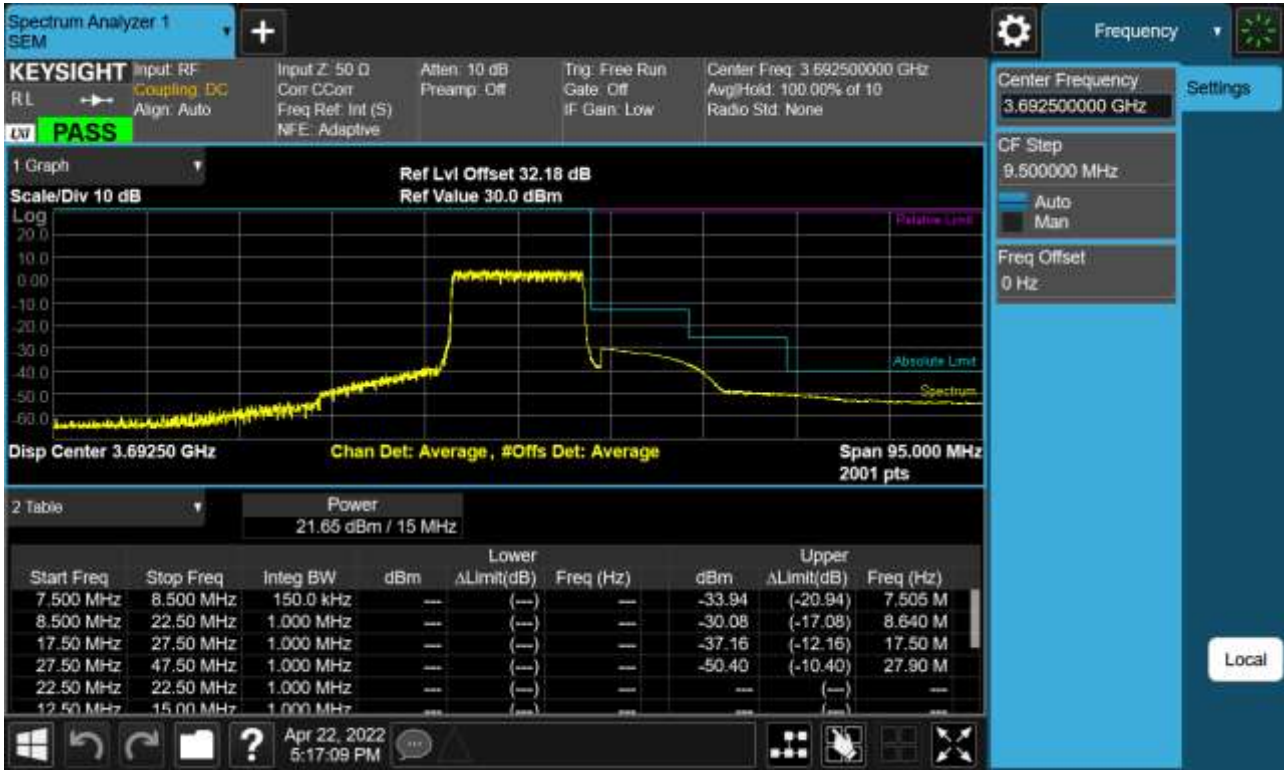 Spectrum Analyzer 1
SEM
Frequency
KEYSIGHT
RL
LXI PASS
Input: RF
Coupling: DC
Align: Auto
Input Z: 50 Ω
Corr CCorr
Freq Ref: Int (S)
NFE: Adaptive
Atten: 10 dB
Preamp: Off
Trig: Free Run
Gate: Off
IF Gain: Low
Center Freq: 3.692500000 GHz
Avg|Hold: 100.00% of 10
Radio Std: None
Center Frequency
3.692500000 GHz
Settings
CF Step
9.500000 MHz
Auto
Man
Freq Offset
0 Hz
Local
1 Graph
Scale/Div 10 dB
Ref Lvl Offset 32.18 dB
Ref Value 30.0 dBm
Log
20.0
10.0
0.00
-10.0
-20.0
-30.0
-40.0
-50.0
-60.0
Relative Limit
Absolute Limit
Spectrum
Disp Center 3.69250 GHz
Chan Det: Average, #Offs Det: Average
Span 95.000 MHz
2001 pts
2 Table
Power
21.65 dBm / 15 MHz
Lower Upper
Start Freq Stop Freq Integ BW dBm ΔLimit(dB) Freq (Hz) dBm ΔLimit(dB) Freq (Hz)
7.500 MHz 8.500 MHz 150.0 kHz --- (---) --- -33.94 (-20.94) 7.505 M
8.500 MHz 22.50 MHz 1.000 MHz --- (---) --- -30.08 (-17.08) 8.640 M
17.50 MHz 27.50 MHz 1.000 MHz --- (---) --- -37.16 (-12.16) 17.50 M
27.50 MHz 47.50 MHz 1.000 MHz --- (---) --- -50.40 (-10.40) 27.90 M
22.50 MHz 22.50 MHz 1.000 MHz --- (---) --- --- (---) ---
12.50 MHz 15.00 MHz 1.000 MHz --- (---) --- --- (---) ---
?
Apr 22, 2022
5:17:09 PM